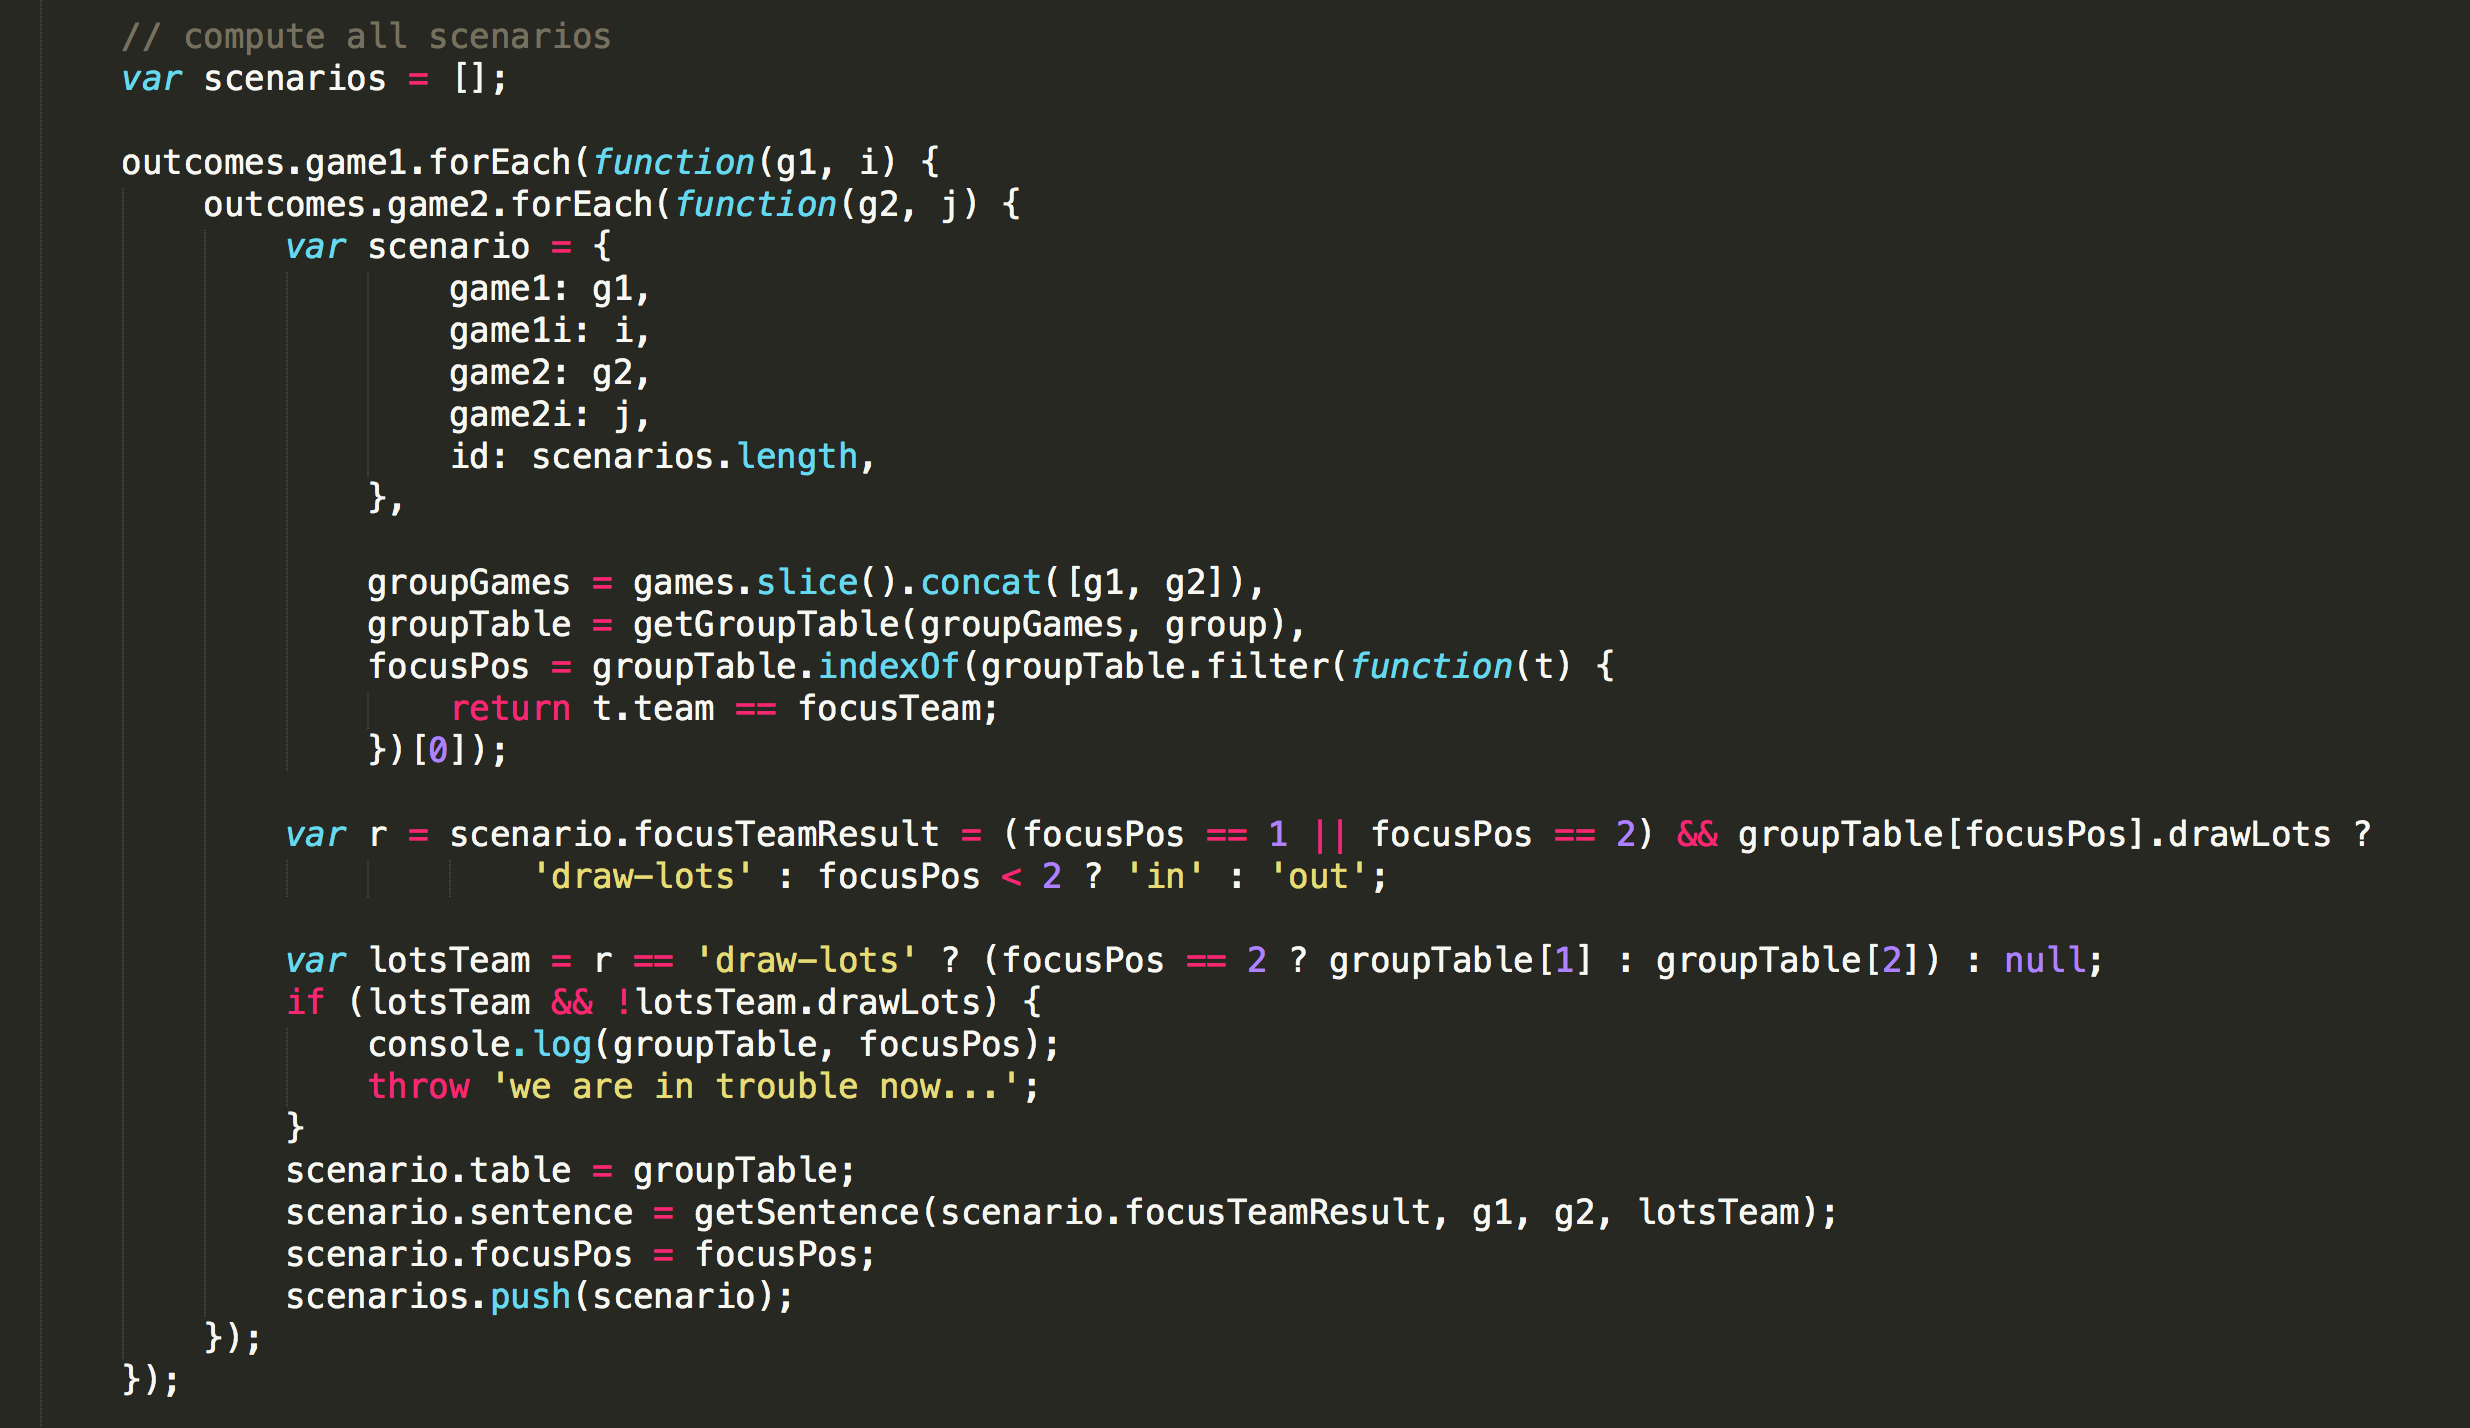 // compute all scenarios
var scenarios = [];
outcomes.game1.forEach(function(g1, i) {
outcomes.game2.forEach(function(g2, j) {
var scenario = {
game1: g1,
game1i: i,
game2: g2,
game2i: j,
id: scenarios.length,
},
groupGames = games.slice().concat([g1, g2]),
groupTable = getGroupTable(groupGames, group),
focusPos = groupTable.indexOf(groupTable.filter(function(t) {
return t.team == focusTeam;
})[0]);
var r = scenario.focusTeamResult = (focusPos == 1 || focusPos == 2) && groupTable[focusPos].drawLots ?
'draw-lots' : focusPos < 2 ? 'in' : 'out';
var lotsTeam = r == 'draw-lots' ? (focusPos == 2 ? groupTable[1] : groupTable[2]) : null;
if (lotsTeam && !lotsTeam.drawLots) {
console.log(groupTable, focusPos);
throw 'we are in trouble now...';
}
scenario.table = groupTable;
scenario.sentence = getSentence(scenario.focusTeamResult, g1, g2, lotsTeam);
scenario.focusPos = focusPos;
scenarios.push(scenario);
});
});